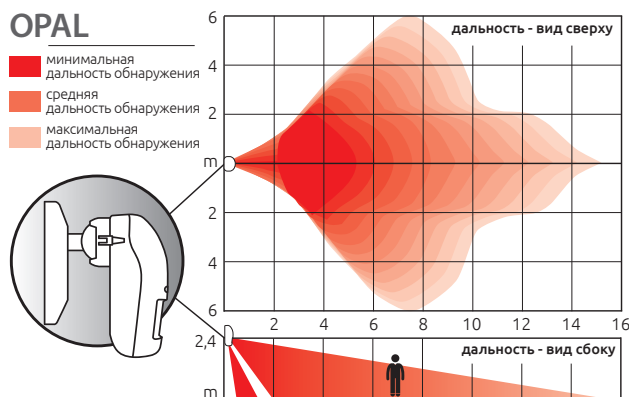 OPAL
минимальная
дальность обнаружения
средняя
дальность обнаружения
максимальная
дальность обнаружения
дальность - вид сверху
6
4
2
m
2
4
6
2 4 6 8 10 12 14 16
2,4
дальность - вид сбоку
m